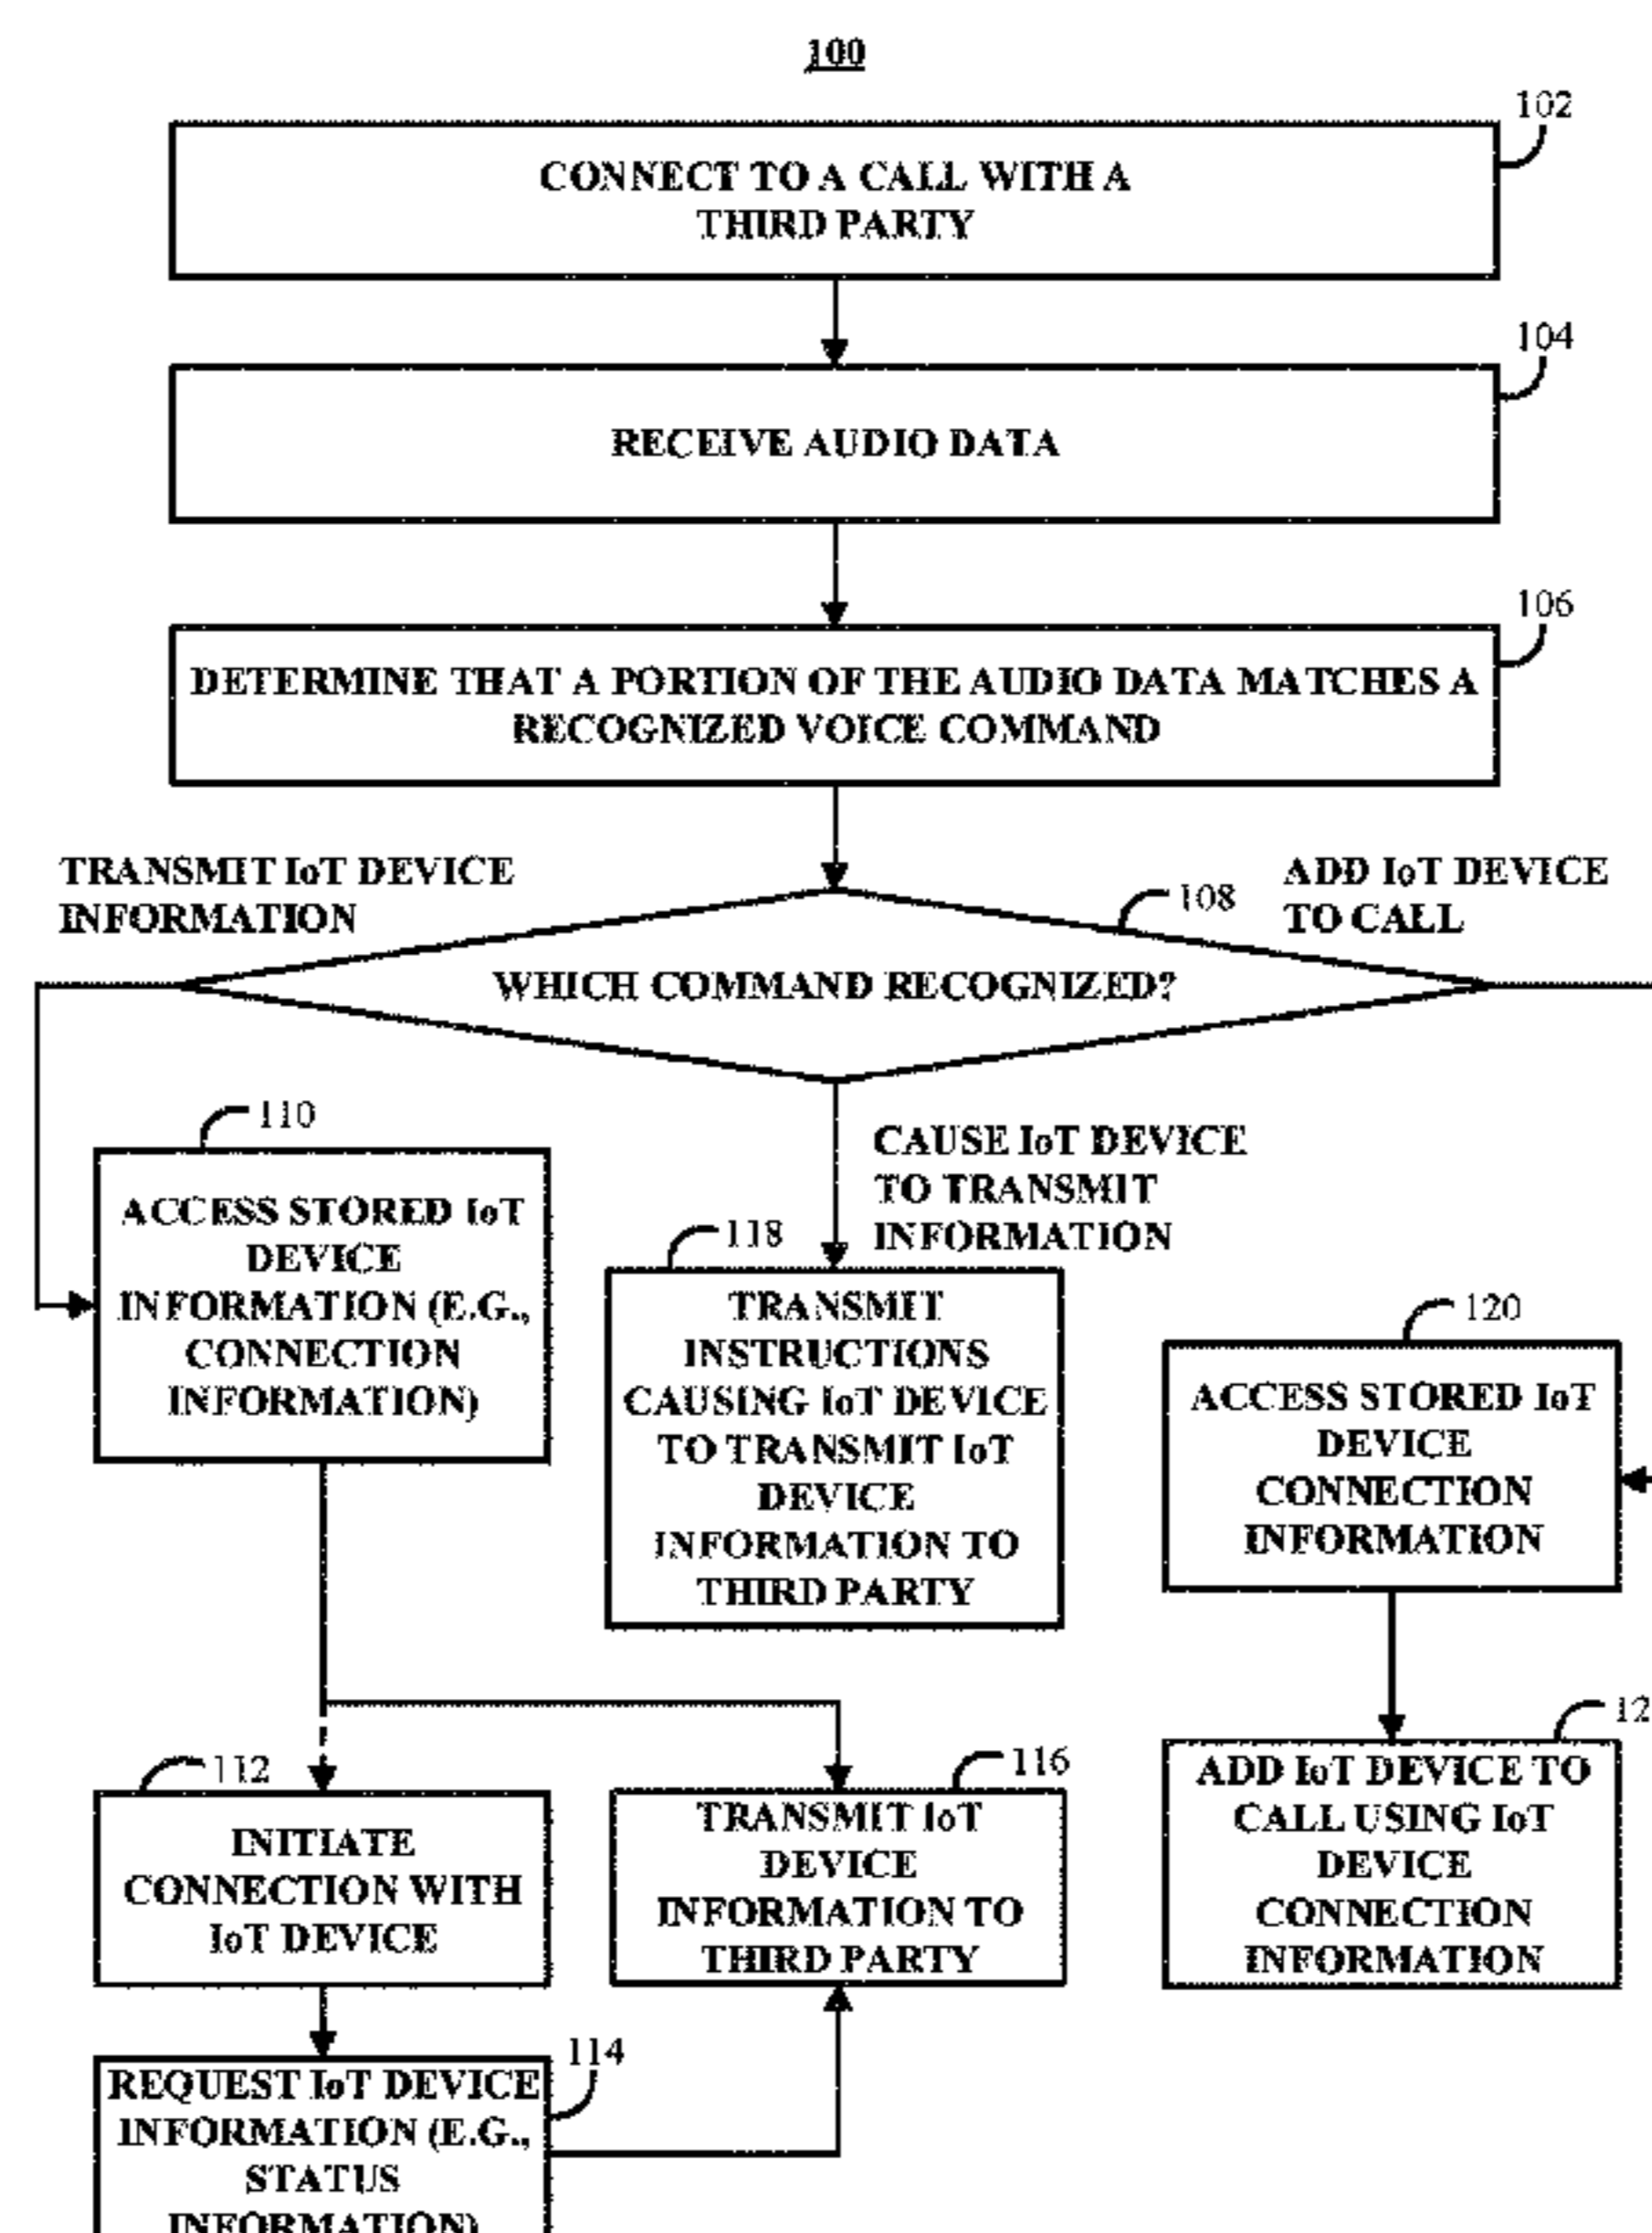 100
102
CONNECT TO A CALL WITH A
THIRD PARTY
104
RECEIVE AUDIO DATA
106
DETERMINE THAT A PORTION OF THE AUDIO DATA MATCHES A
RECOGNIZED VOICE COMMAND
TRANSMIT IoT DEVICE
INFORMATION
108
ADD IoT DEVICE
TO CALL
WHICH COMMAND RECOGNIZED?
110
ACCESS STORED IoT
DEVICE
INFORMATION (E.G.,
CONNECTION
INFORMATION)
CAUSE IoT DEVICE
TO TRANSMIT
INFORMATION
118
TRANSMIT
INSTRUCTIONS
CAUSING IoT DEVICE
TO TRANSMIT IoT
DEVICE
INFORMATION TO
THIRD PARTY
120
ACCESS STORED IoT
DEVICE
CONNECTION
INFORMATION
112
INITIATE
CONNECTION WITH
IoT DEVICE
116
TRANSMIT IoT
DEVICE
INFORMATION TO
THIRD PARTY
12
ADD IoT DEVICE TO
CALL USING IoT
DEVICE
CONNECTION
INFORMATION
114
REQUEST IoT DEVICE
INFORMATION (E.G.,
STATUS
INFORMATION)